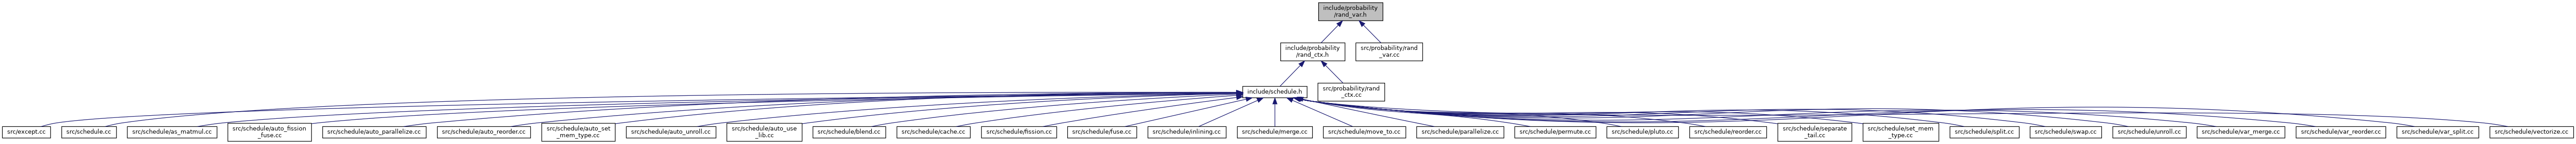 include/probability
/rand_var.h
include/probability
/rand_ctx.h
src/probability/rand
_var.cc
include/schedule.h
src/probability/rand
_ctx.cc
src/except.cc
src/schedule.cc
src/schedule/as_matmul.cc
src/schedule/auto_fission
_fuse.cc
src/schedule/auto_parallelize.cc
src/schedule/auto_reorder.cc
src/schedule/auto_set
_mem_type.cc
src/schedule/auto_unroll.cc
src/schedule/auto_use
_lib.cc
src/schedule/blend.cc
src/schedule/cache.cc
src/schedule/fission.cc
src/schedule/fuse.cc
src/schedule/inlining.cc
src/schedule/merge.cc
src/schedule/move_to.cc
src/schedule/parallelize.cc
src/schedule/permute.cc
src/schedule/pluto.cc
src/schedule/reorder.cc
src/schedule/separate
_tail.cc
src/schedule/set_mem
_type.cc
src/schedule/split.cc
src/schedule/swap.cc
src/schedule/unroll.cc
src/schedule/var_merge.cc
src/schedule/var_reorder.cc
src/schedule/var_split.cc
src/schedule/vectorize.cc